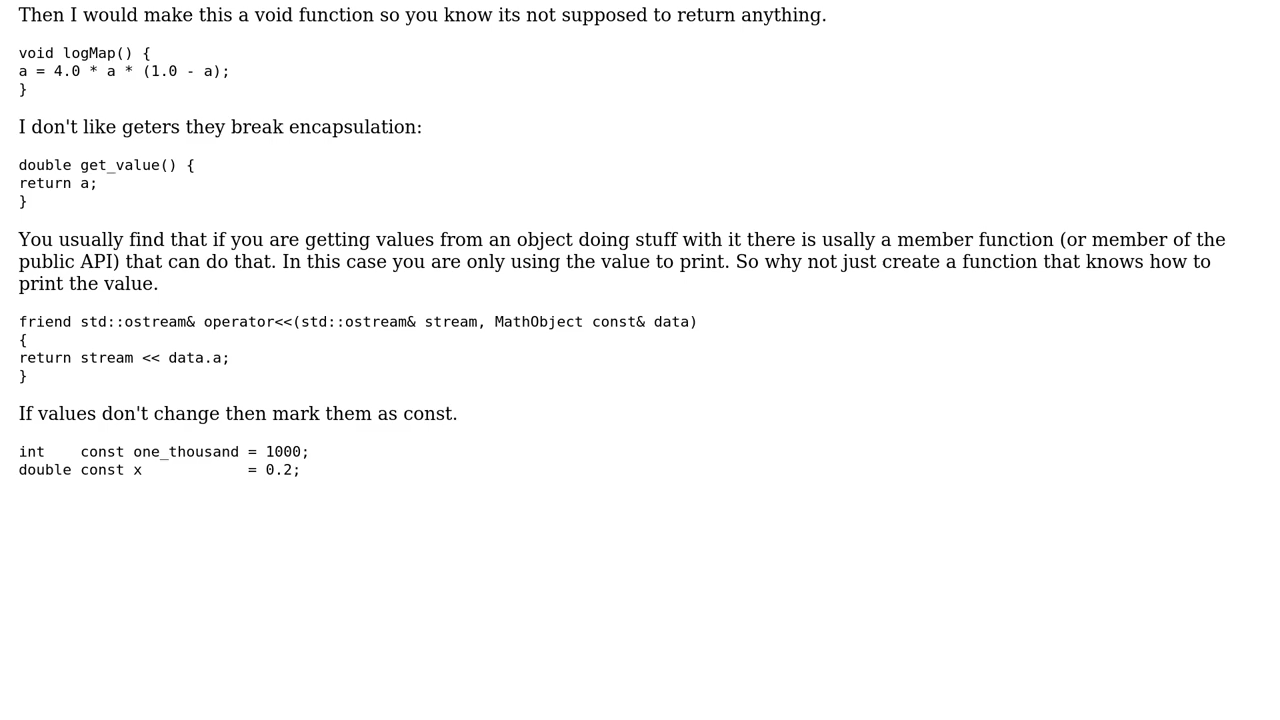 Then I would make this a void function so you know its not supposed to return anything.
void logMap() {
a = 4.0 * a * (1.0 - a);
}
I don't like geters they break encapsulation:
double get_value() {
return a;
}
You usually find that if you are getting values from an object doing stuff with it there is usally a member function (or member of the
public API) that can do that. In this case you are only using the value to print. So why not just create a function that knows how to
print the value.
friend std::ostream& operator<<(std::ostream& stream, MathObject const& data)
{
return stream << data.a;
}
If values don't change then mark them as const.
int    const one_thousand = 1000;
double const x            = 0.2;